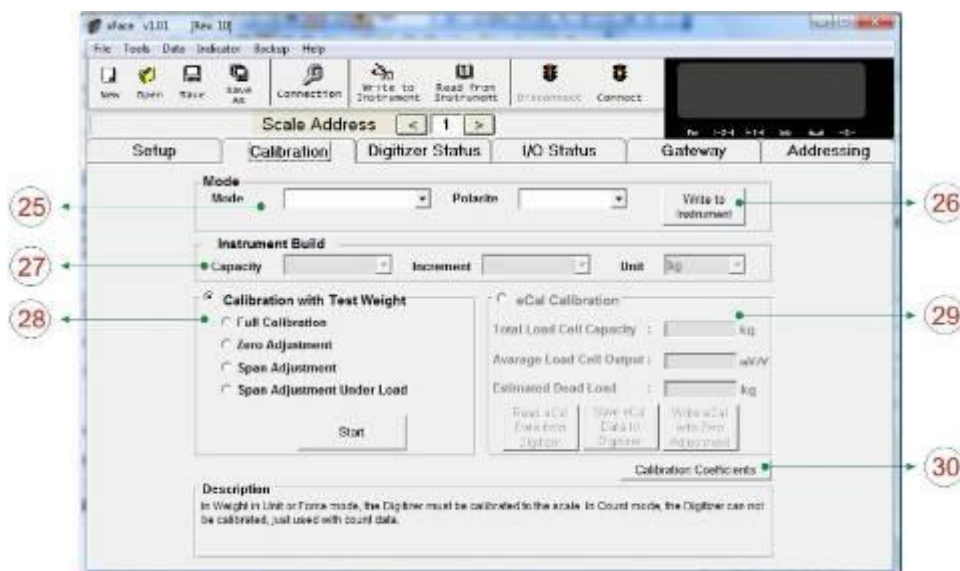 xFace v1.01 [Rev 10]
File Tools Data Indicator Backup Help
New Open Save Save As Connection Write to Instrument Read from Instrument Disconnect Connect
Scale Address < 1 >
Setup Calibration Digitizer Status I/O Status Gateway Addressing
Mode
25 Mode Polarite Write to Instrument 26
Instrument Build
27 Capacity Increment Unit kg
Calibration with Test Weight eCal Calibration
28 Full Calibration 29
Total Load Cell Capacity : kg
Zero Adjustment
Avarage Load Cell Output : mV/V
Span Adjustment
Span Adjustment Under Load Estimated Dead Load : kg
Start Read eCal Data from Digitizer Save eCal Data to Digitizer Write eCal with Zero Adjustment
Calibration Coefficients 30
Description
In Weight in Unit or Force mode, the Digitizer must be calibrated to the scale. In Count mode, the Digitizer can not
be calibrated, just used with count data.